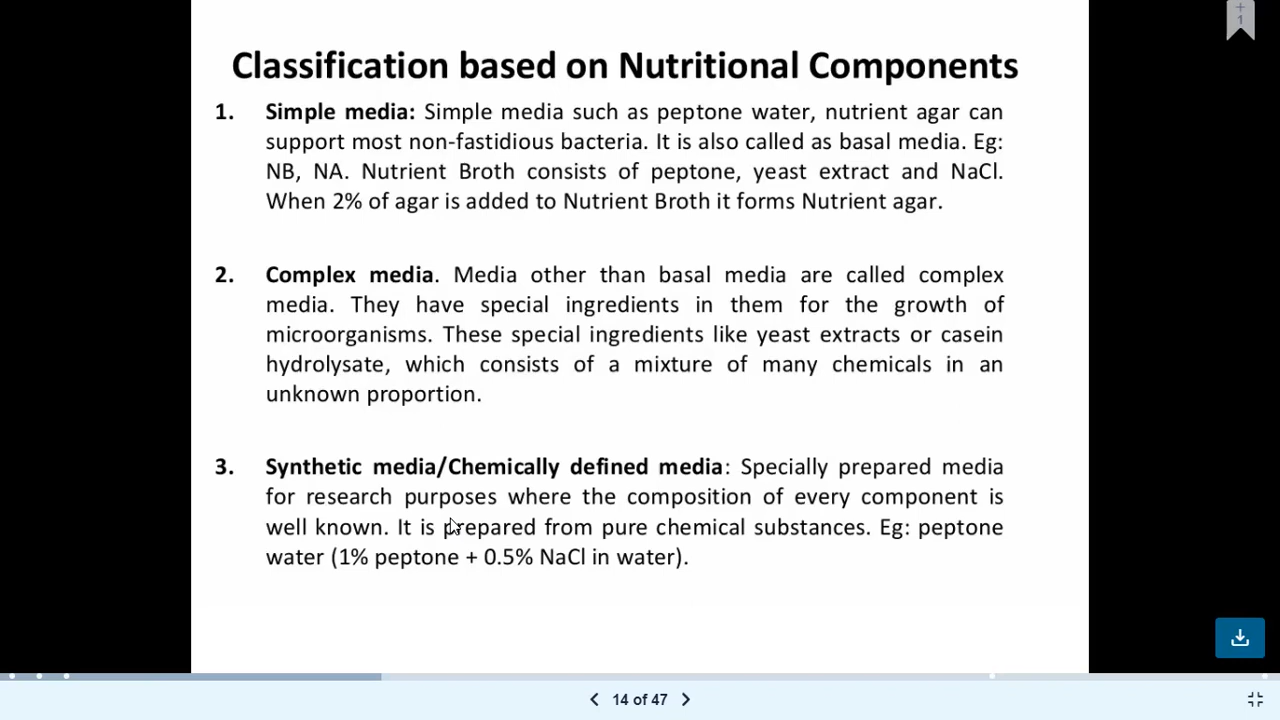 Classification based on Nutritional Components
1. Simple media: Simple media such as peptone water, nutrient agar can
support most non-fastidious bacteria. It is also called as basal media. Eg:
NB, NA. Nutrient Broth consists of peptone, yeast extract and NaCl.
When 2% of agar is added to Nutrient Broth it forms Nutrient agar.
2. Complex media. Media other than basal media are called complex
media. They have special ingredients in them for the growth of
microorganisms. These special ingredients like yeast extracts or casein
hydrolysate, which consists of a mixture of many chemicals in an
unknown proportion.
3. Synthetic media/Chemically defined media: Specially prepared media
for research purposes where the composition of every component is
well known. It is prepared from pure chemical substances. Eg: peptone
water (1% peptone + 0.5% NaCl in water).
+
1
14 of 47